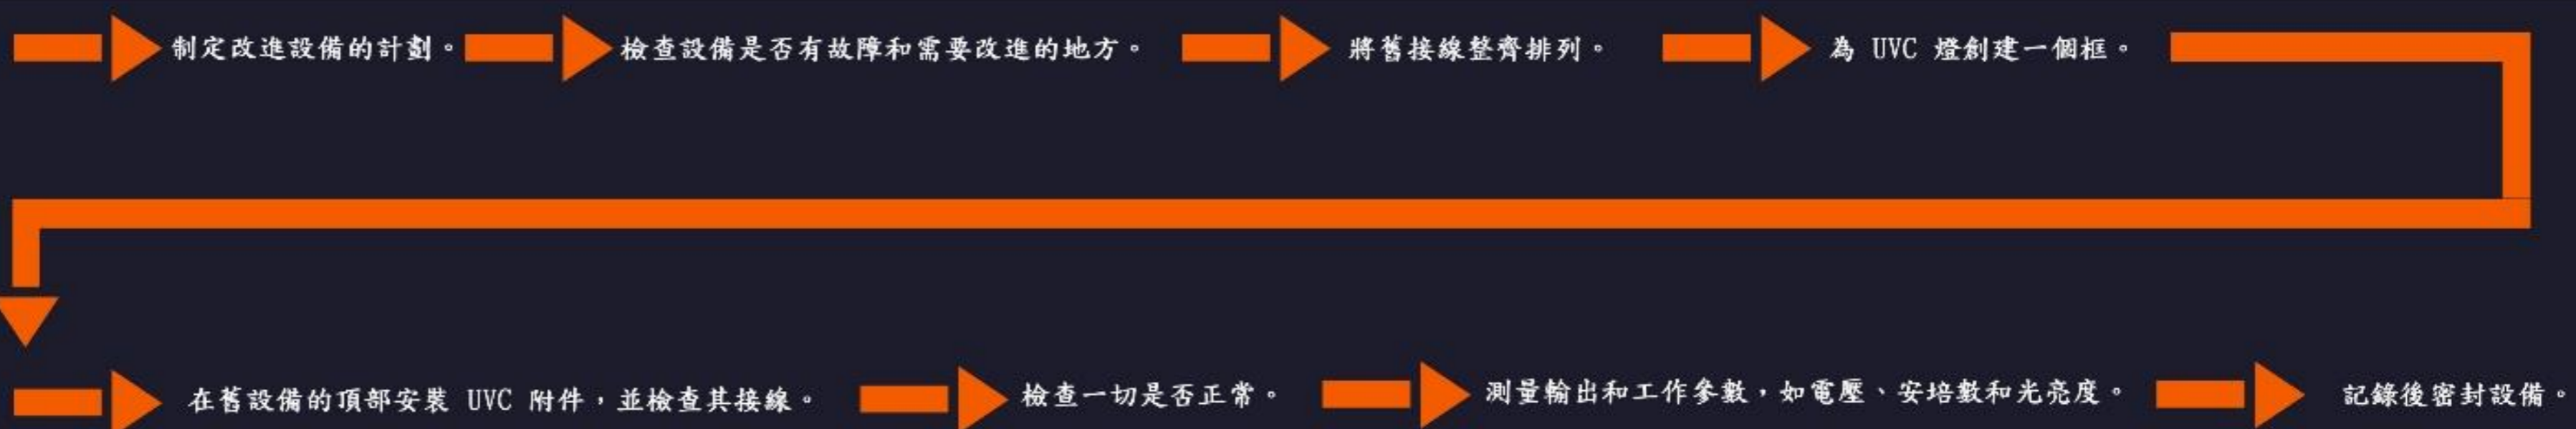 制定改進設備的計劃。
檢查設備是否有故障和需要改進的地方。
將舊接線整齊排列。
為 UVC 燈創建一個框。
在舊設備的頂部安裝 UVC 附件，並檢查其接線。
檢查一切是否正常。
測量輸出和工作參數，如電壓、安培數和光亮度。
記錄後密封設備。